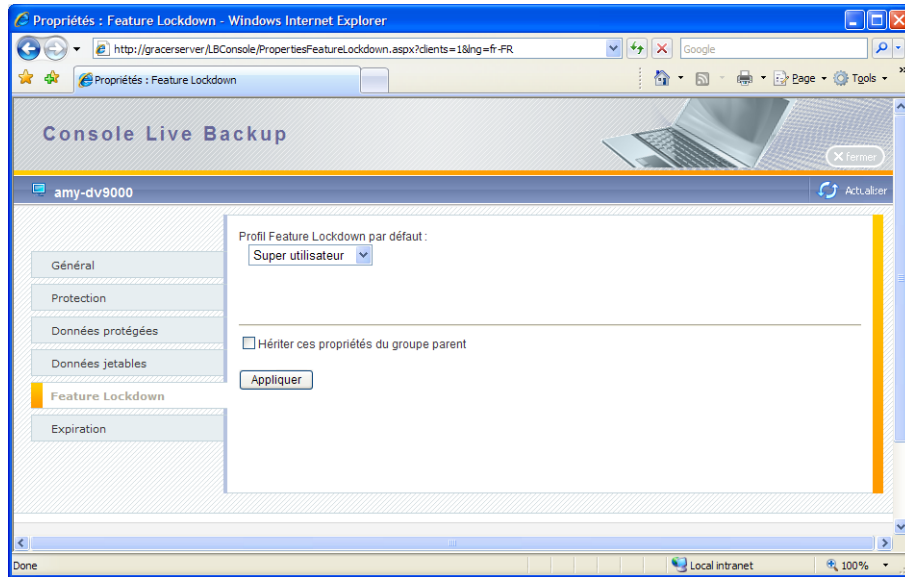 Propriétés : Feature Lockdown - Windows Internet Explorer
http://gracerserver/LBConsole/PropertiesFeatureLockdown.aspx?clients=1&lng=fr-FR
Google
Propriétés : Feature Lockdown
Page
Tools
Console Live Backup
fermer
amy-dv9000
Actualiser
Profil Feature Lockdown par défaut :
Super utilisateur
Général
Protection
Données protégées
Données jetables
Feature Lockdown
Expiration
Hériter ces propriétés du groupe parent
Appliquer
Done
Local intranet
100%